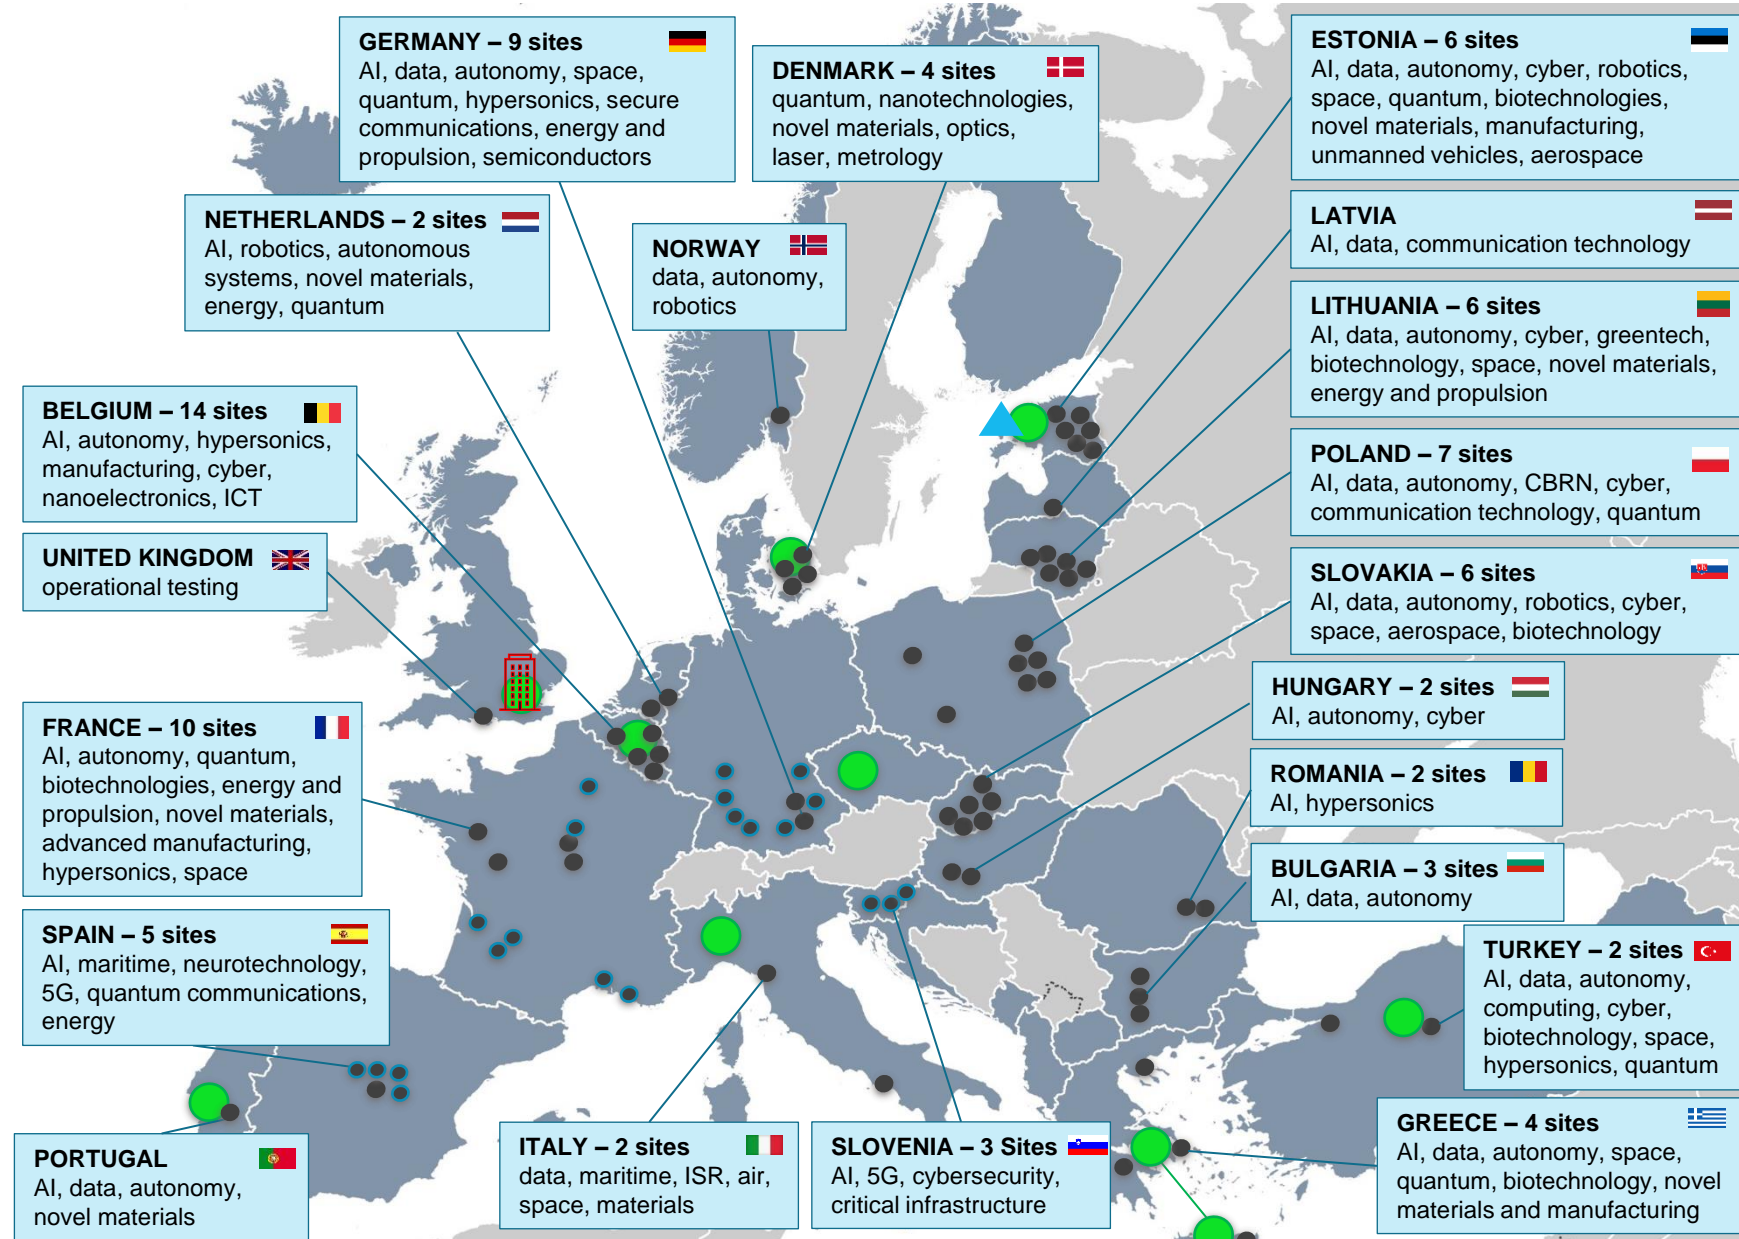 GERMANY – 9 sites
AI, data, autonomy, space,
quantum, hypersonics, secure
communications, energy and
propulsion, semiconductors
DENMARK – 4 sites
quantum, nanotechnologies,
novel materials, optics,
laser, metrology
ESTONIA – 6 sites
AI, data, autonomy, cyber, robotics,
space, quantum, biotechnologies,
novel materials, manufacturing,
unmanned vehicles, aerospace
NETHERLANDS – 2 sites
AI, robotics, autonomous
systems, novel materials,
energy, quantum
NORWAY
data, autonomy,
robotics
LATVIA
AI, data, communication technology
LITHUANIA – 6 sites
AI, data, autonomy, cyber, greentech,
biotechnology, space, novel materials,
energy and propulsion
BELGIUM – 14 sites
AI, autonomy, hypersonics,
manufacturing, cyber,
nanoelectronics, ICT
POLAND – 7 sites
AI, data, autonomy, CBRN, cyber,
communication technology, quantum
UNITED KINGDOM
operational testing
SLOVAKIA – 6 sites
AI, data, autonomy, robotics, cyber,
space, aerospace, biotechnology
HUNGARY – 2 sites
AI, autonomy, cyber
FRANCE – 10 sites
AI, autonomy, quantum,
biotechnologies, energy and
propulsion, novel materials,
advanced manufacturing,
hypersonics, space
ROMANIA – 2 sites
AI, hypersonics
BULGARIA – 3 sites
AI, data, autonomy
SPAIN – 5 sites
AI, maritime, neurotechnology,
5G, quantum communications,
energy
TURKEY – 2 sites
AI, data, autonomy,
computing, cyber,
biotechnology, space,
hypersonics, quantum
PORTUGAL
AI, data, autonomy,
novel materials
ITALY – 2 sites
data, maritime, ISR, air,
space, materials
SLOVENIA – 3 Sites
AI, 5G, cybersecurity,
critical infrastructure
GREECE – 4 sites
AI, data, autonomy, space,
quantum, biotechnology, novel
materials and manufacturing